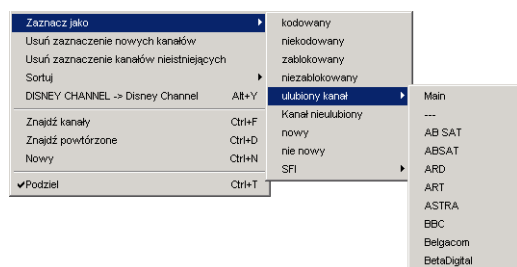 Zaznacz jako
Usuń zaznaczenie nowych kanałów
Usuń zaznaczenie kanałów nieistniejących
Sortuj
DISNEY CHANNEL -> Disney Channel Alt+Y
Znajdź kanały Ctrl+F
Znajdź powtórzone Ctrl+D
Nowy Ctrl+N
Podziel Ctrl+T
kodowany
niekodowany
zablokowany
niezablokowany
ulubiony kanał
Kanał nieulubiony
nowy
nie nowy
SFI
Main
---
AB SAT
ABSAT
ARD
ART
ASTRA
BBC
Belgacom
BetaDigital